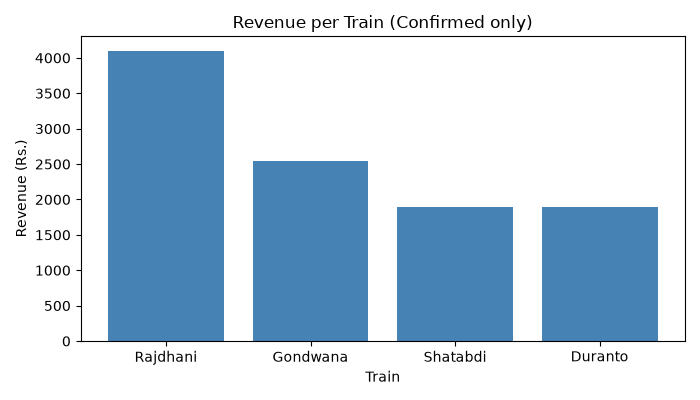 Revenue per Train (Confirmed only)
4000
3500
3000
2500
2000
1500
1000
500
0
Revenue (Rs.)
Rajdhani Gondwana Shatabdi Duranto
Train